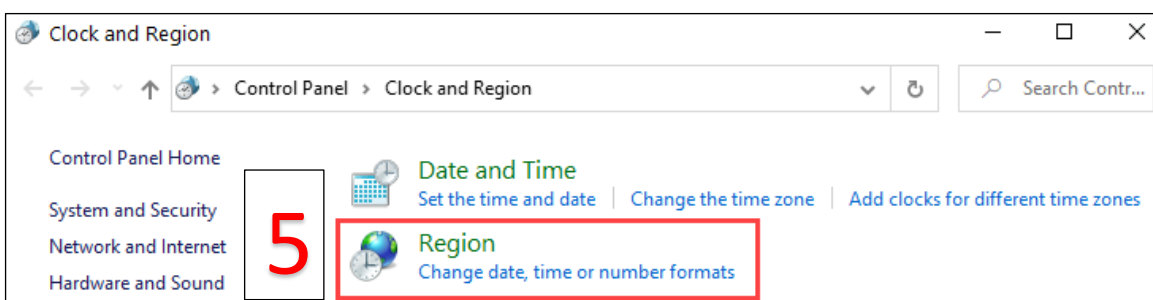 Clock and Region
Control Panel > Clock and Region
Search Contr...
Control Panel Home
System and Security
Network and Internet
Hardware and Sound
5
Date and Time
Set the time and date | Change the time zone | Add clocks for different time zones
Region
Change date, time or number formats